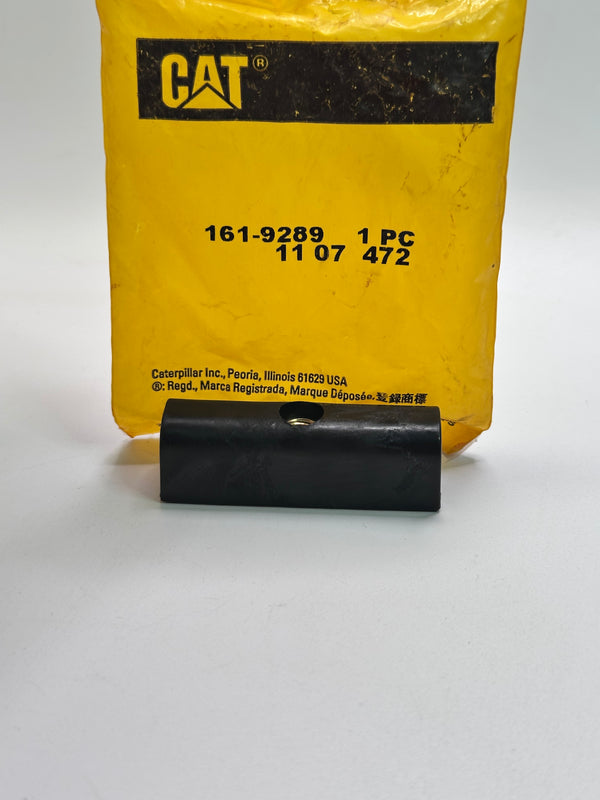 CAT®
161-9289 1 PC
11 07 472
Caterpillar Inc., Peoria, Illinois 61629 USA
®: Regd., Marca Registrada, Marque Déposée, 登録商標